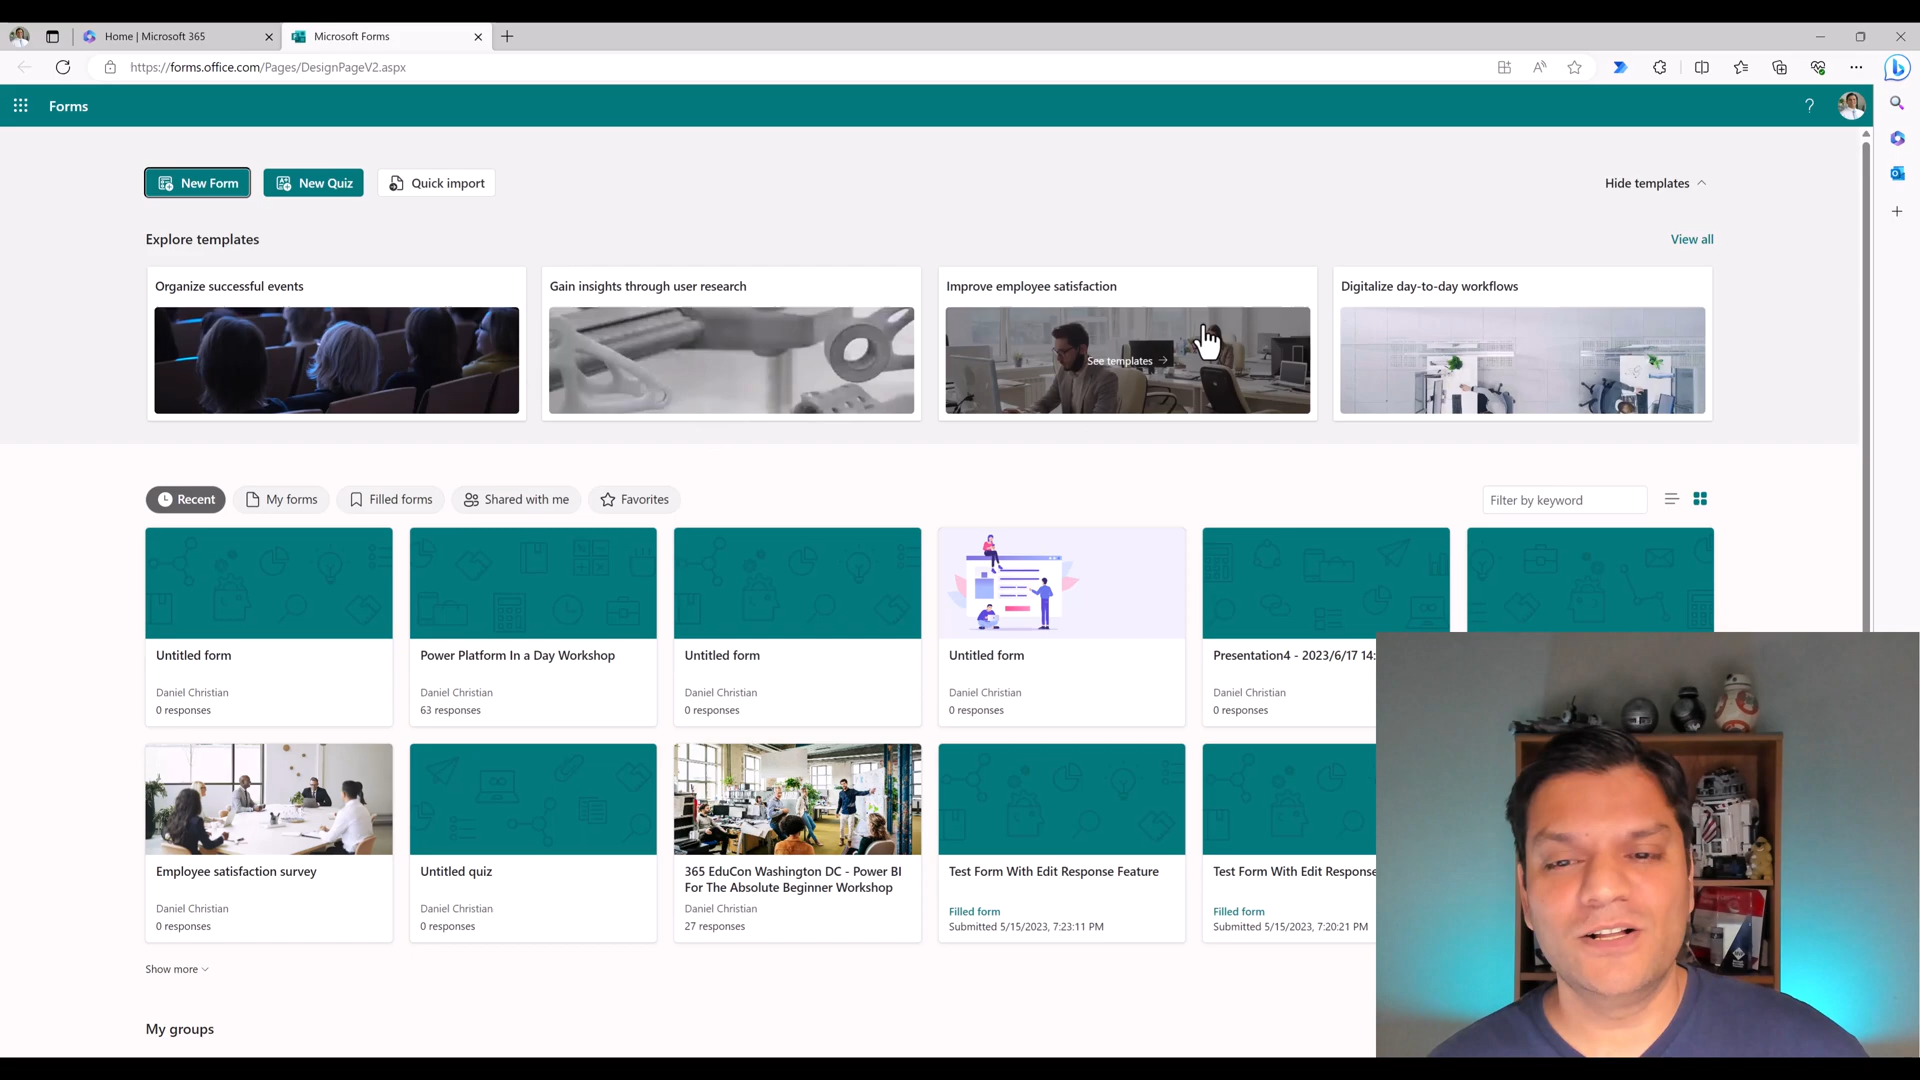 Home | Microsoft 365
Microsoft Forms
https://forms.office.com/Pages/DesignPageV2.aspx
Forms
New Form
New Quiz
Quick import
Hide templates
Explore templates
View all
Organize successful events
Gain insights through user research
Improve employee satisfaction
Digitalize day-to-day workflows
See templates →
Recent
My forms
Filled forms
Shared with me
Favorites
Filter by keyword
Untitled form
Power Platform In a Day Workshop
Untitled form
Untitled form
Presentation4 - 2023/6/17 14:
Daniel Christian
Daniel Christian
Daniel Christian
Daniel Christian
Daniel Christian
0 responses
63 responses
0 responses
0 responses
0 responses
Employee satisfaction survey
Untitled quiz
365 EduCon Washington DC - Power BI
For The Absolute Beginner Workshop
Test Form With Edit Response Feature
Test Form With Edit Response
Daniel Christian
Daniel Christian
Daniel Christian
Filled form
Filled form
0 responses
0 responses
27 responses
Submitted 5/15/2023, 7:23:11 PM
Submitted 5/15/2023, 7:20:21 PM
Show more
My groups